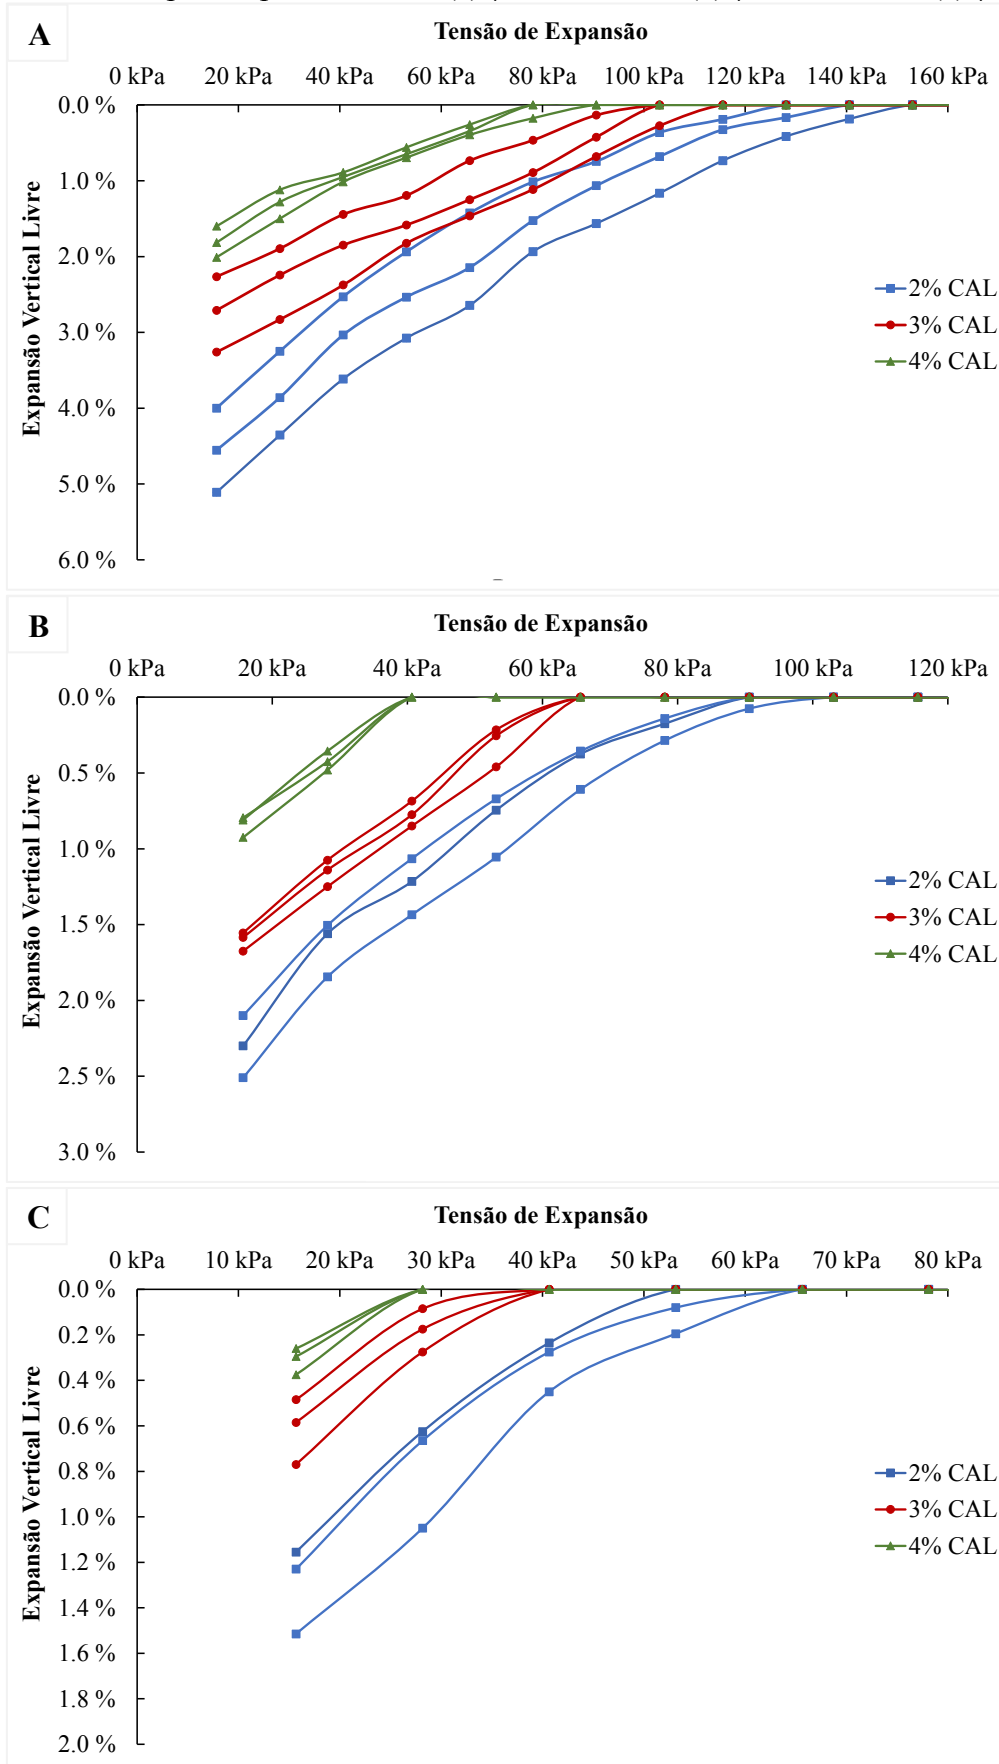 A
Tensão de Expansão
0 kPa 20 kPa 40 kPa 60 kPa 80 kPa 100 kPa 120 kPa 140 kPa 160 kPa
0.0 %
1.0 %
2.0 %
3.0 %
4.0 %
5.0 %
6.0 %
Expansão Vertical Livre
2% CAL
3% CAL
4% CAL
B
Tensão de Expansão
0 kPa 20 kPa 40 kPa 60 kPa 80 kPa 100 kPa 120 kPa
0.0 %
0.5 %
1.0 %
1.5 %
2.0 %
2.5 %
3.0 %
Expansão Vertical Livre
2% CAL
3% CAL
4% CAL
C
Tensão de Expansão
0 kPa 10 kPa 20 kPa 30 kPa 40 kPa 50 kPa 60 kPa 70 kPa 80 kPa
0.0 %
0.2 %
0.4 %
0.6 %
0.8 %
1.0 %
1.2 %
1.4 %
1.6 %
1.8 %
2.0 %
Expansão Vertical Livre
2% CAL
3% CAL
4% CAL